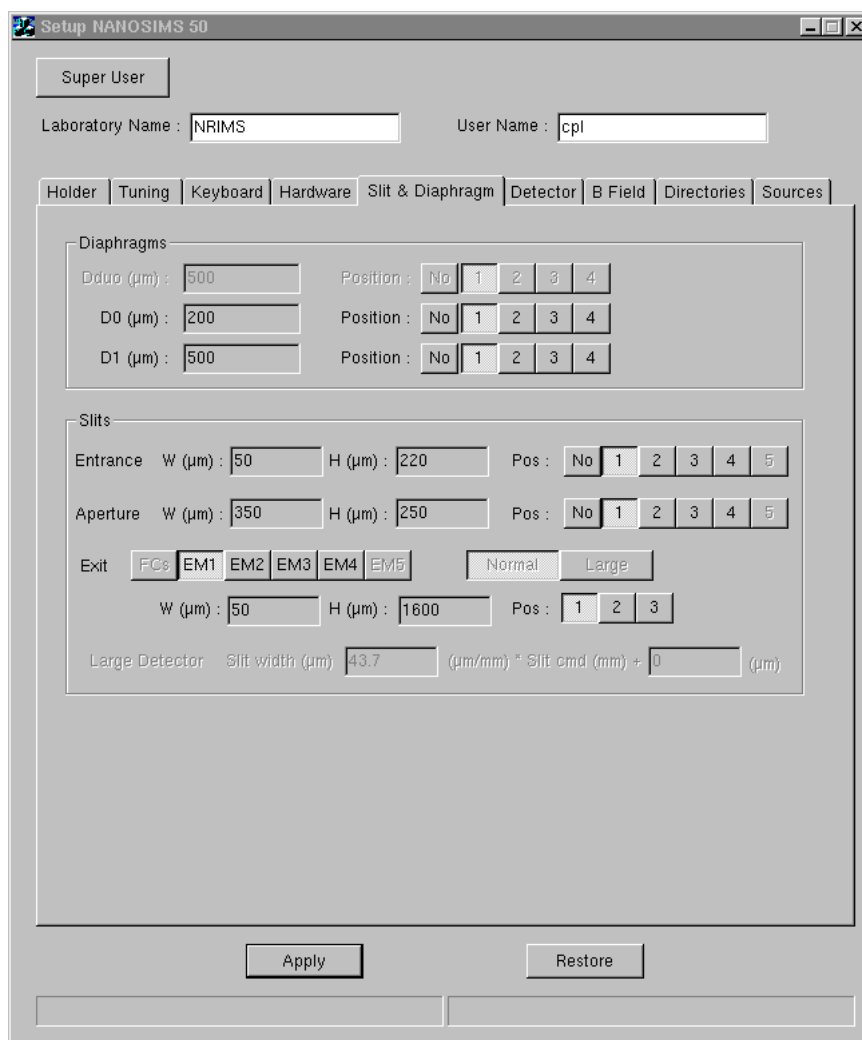 Setup NANOSIMS 50
Super User
Laboratory Name : NRIMS User Name : cpl
Holder Tuning Keyboard Hardware Slit & Diaphragm Detector B Field Directories Sources
Diaphragms
Dduo (µm) : 500 Position : No 1 2 3 4
D0 (µm) : 200 Position : No 1 2 3 4
D1 (µm) : 500 Position : No 1 2 3 4
Slits
Entrance W (µm) : 50 H (µm) : 220 Pos : No 1 2 3 4 5
Aperture W (µm) : 350 H (µm) : 250 Pos : No 1 2 3 4 5
Exit FCs EM1 EM2 EM3 EM4 EM5 Normal Large
W (µm) : 50 H (µm) : 1600 Pos : 1 2 3
Large Detector Slit width (µm) 43.7 (µm/mm) * Slit cmd (mm) + 0 (µm)
Apply Restore